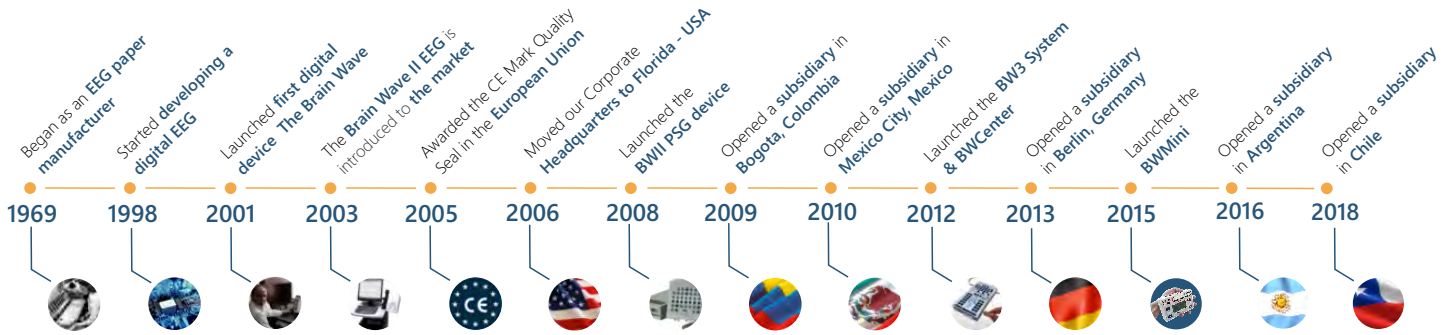 Began as an EEG paper
manufacturer
1969
Started developing a
digital EEG
1998
Launched first digital
device The Brain Wave
2001
The Brain Wave II EEG is
introduced to the market
2003
Awarded the CE Mark Quality
Seal in the European Union
2005
Moved our Corporate
Headquarters to Florida - USA
2006
Launched the
BWII PSG device
2008
Opened a subsidiary in
Bogota, Colombia
2009
Opened a subsidiary in
Mexico City, Mexico
2010
Launched the BW3 System
& BWCenter
2012
Opened a subsidiary
in Berlin, Germany
2013
Launched the
BWMini
2015
Opened a subsidiary
in Argentina
2016
Opened a subsidiary
in Chile
2018
CE